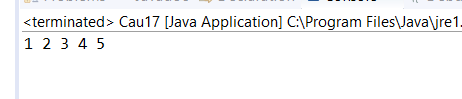 <terminated> Cau17 [Java Application] C:\Program Files\Java\jre1.
1 2 3 4 5